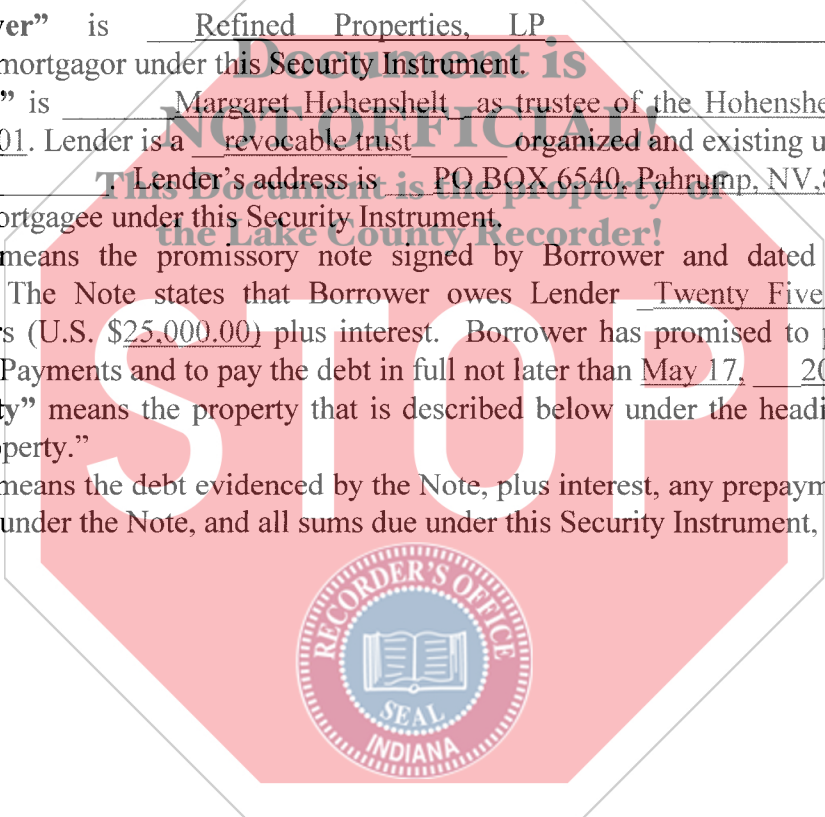 ver” is Refined Properties, LP
mortgagor under this Security Instrument.
” is Margaret Hohenshelt as trustee of the Hohenshe
01. Lender is a revocable trust organized and existing u
. Lender’s address is PO BOX 6540, Pahrump, NV,8
ortgagee under this Security Instrument.
means the promissory note signed by Borrower and dated
The Note states that Borrower owes Lender Twenty Five
rs (U.S. $25,000.00) plus interest. Borrower has promised to p
Payments and to pay the debt in full not later than May 17, 20
ty” means the property that is described below under the headi
perty.”
means the debt evidenced by the Note, plus interest, any prepaym
under the Note, and all sums due under this Security Instrument,
Document is
NOT OFFICIAL!
This Document is the property of
the Lake County Recorder!
STOP
RECORDER'S OFFICE
SEAL
INDIANA